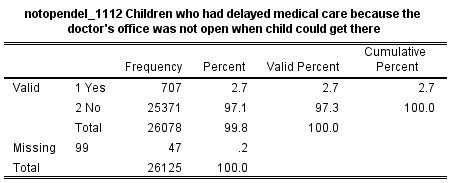 notopendel_1112 Children who had delayed medical care because the
doctor's office was not open when child could get there
Frequency Percent Valid Percent Cumulative Percent
Valid 1 Yes 707 2.7 2.7 2.7
2 No 25371 97.1 97.3 100.0
Total 26078 99.8 100.0
Missing 99 47 .2
Total 26125 100.0